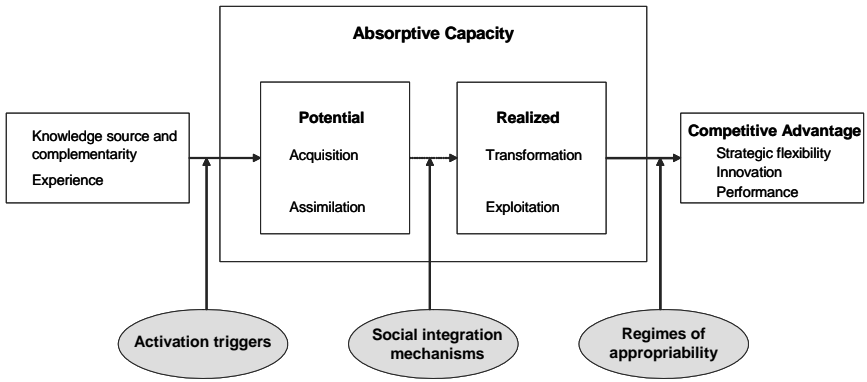 Absorptive Capacity
Knowledge source and
complementarity
Experience
Potential
Acquisition
Assimilation
Realized
Transformation
Exploitation
Competitive Advantage
Strategic flexibility
Innovation
Performance
Activation triggers
Social integration
mechanisms
Regimes of
appropriability